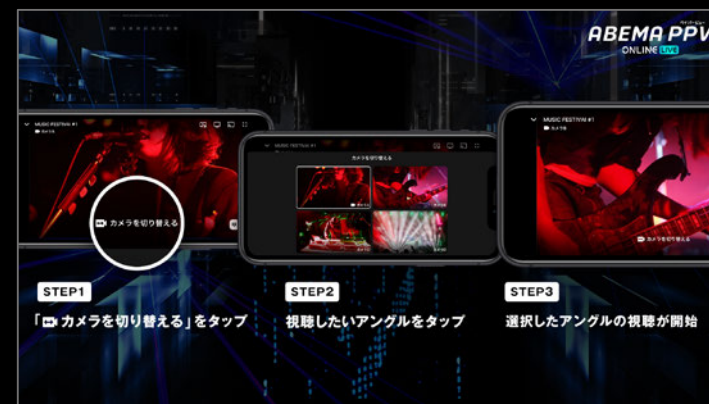 ABEMA PPV
ONLINE LIVE
MUSIC FESTIVAL #1
カメラを切り替える
MUSIC FESTIVAL #1
カメラを切り替える
MUSIC FESTIVAL #1
カメラを切り替える
STEP1
「カメラを切り替える」をタップ
STEP2
視聴したいアングルをタップ
STEP3
選択したアングルの視聴が開始